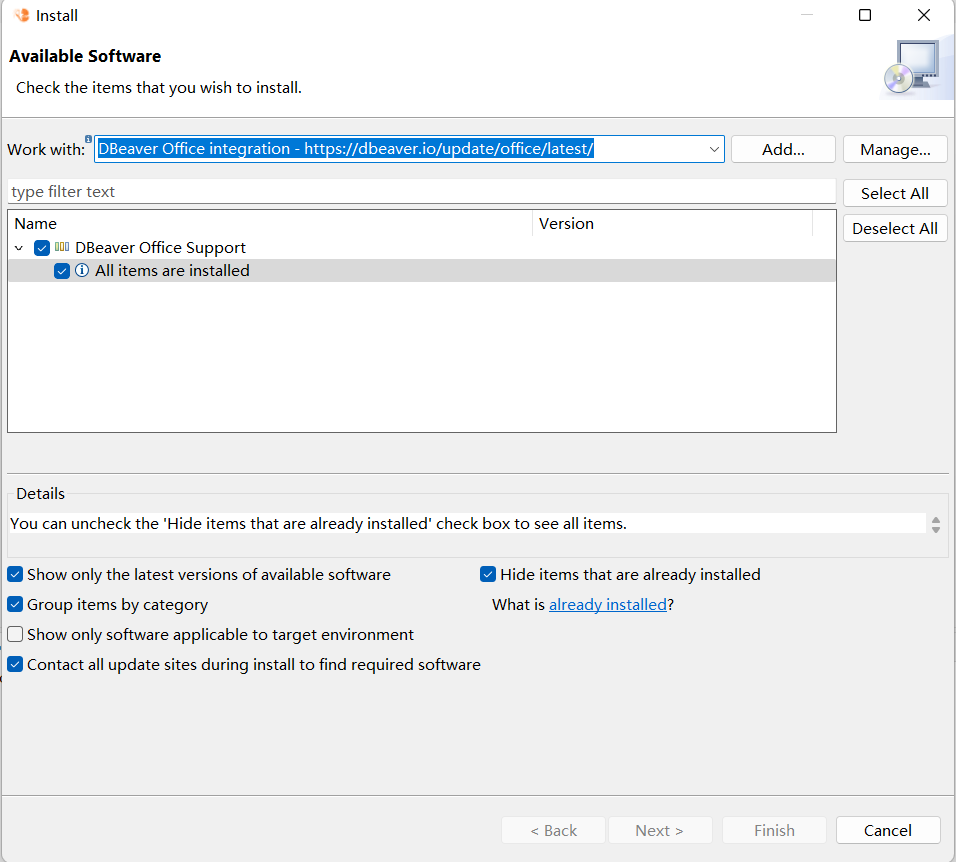 Install
Available Software
Check the items that you wish to install.
Work with: DBeaver Office integration - https://dbeaver.io/update/office/latest/ Add... Manage...
type filter text Select All
Name Version Deselect All
DBeaver Office Support
All items are installed
Details
You can uncheck the 'Hide items that are already installed' check box to see all items.
Show only the latest versions of available software Hide items that are already installed
Group items by category What is already installed?
Show only software applicable to target environment
Contact all update sites during install to find required software
< Back Next > Finish Cancel